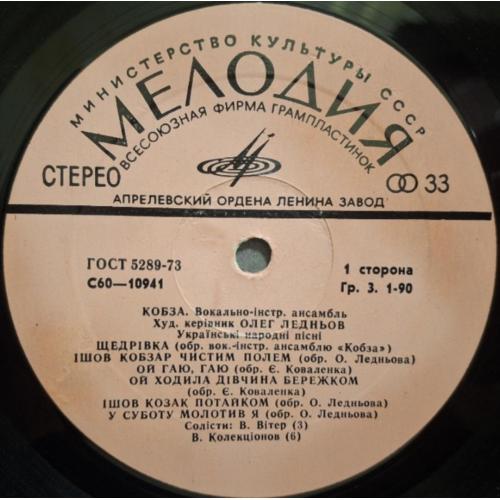 МИНИСТЕРСТВО КУЛЬТУРЫ СССР
МЕЛОДИЯ
ВСЕСОЮЗНАЯ ФИРМА ГРАМПЛАСТИНОК
СТЕРЕО
33
АПРЕЛЕВСКИЙ ОРДЕНА ЛЕНИНА ЗАВОД
ГОСТ 5289-73
С60—10941
1 сторона
Гр. 3. 1-90
КОБЗА. Вокально-інстр. ансамбль
Худ. керівник ОЛЕГ ЛЕДНЬОВ
Українські народні пісні
ЩЕДРІВКА (обр. вок.-інстр. ансамблю «Кобза»)
ІШОВ КОБЗАР ЧИСТИМ ПОЛЕМ (обр. О. Ледньова)
ОЙ ГАЮ, ГАЮ (обр. Є. Коваленка)
ОЙ ХОДИЛА ДІВЧИНА БЕРЕЖКОМ
(обр. Є. Коваленка)
ІШОВ КОЗАК ПОТАЙКОМ (обр. О. Ледньова)
У СУБОТУ МОЛОТИВ Я (обр. О. Ледньова)
Солісти: В. Вітер (3)
В. Колекціонов (6)